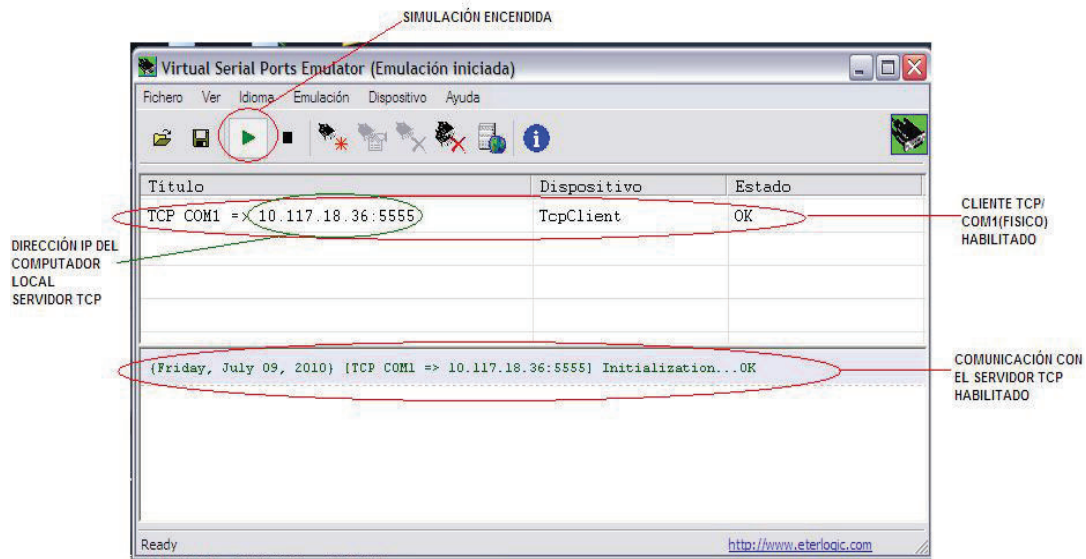 SIMULACIÓN ENCENDIDA
Virtual Serial Ports Emulator (Emulación iniciada)
Fichero Ver Idioma Emulación Dispositivo Ayuda
Título Dispositivo Estado
TCP COM1 => 10.117.18.36:5555 TcpClient OK
CLIENTE TCP/
COM1(FISICO)
HABILITADO
DIRECCIÓN IP DEL
COMPUTADOR
LOCAL
SERVIDOR TCP
{Friday, July 09, 2010} [TCP COM1 => 10.117.18.36:5555] Initialization...OK
COMUNICACIÓN CON
EL SERVIDOR TCP
HABILITADO
Ready http://www.eterlogic.com